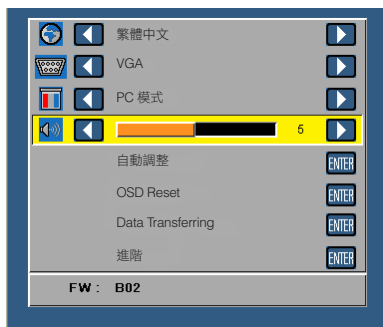 繁體中文
VGA
PC 模式
5
自動調整 ENTER
OSD Reset ENTER
Data Transferring ENTER
進階 ENTER
FW : B02